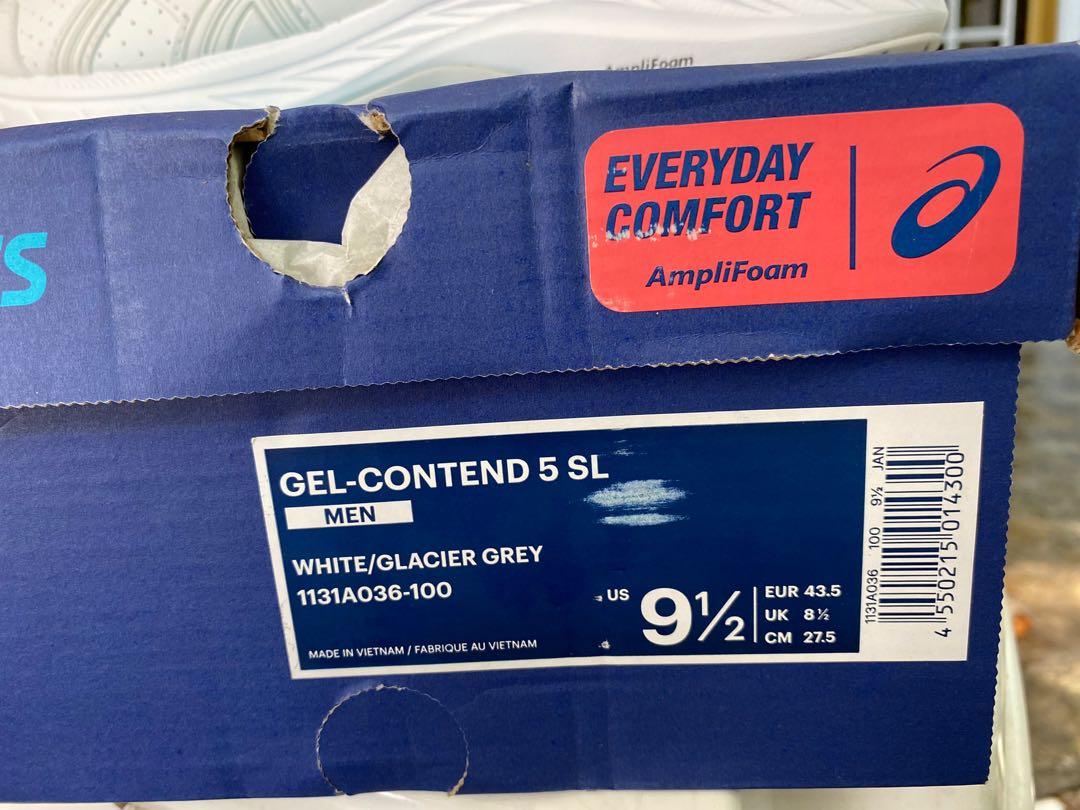 AmpliFoam
S
EVERYDAY
COMFORT
AmpliFoam
GEL-CONTEND 5 SL
MEN
WHITE/GLACIER GREY
1131A036-100
MADE IN VIETNAM / FABRIQUE AU VIETNAM
US 9½
EUR 43.5
UK 8½
CM 27.5
1131A036 100 9½ JAN
4 550215 014300